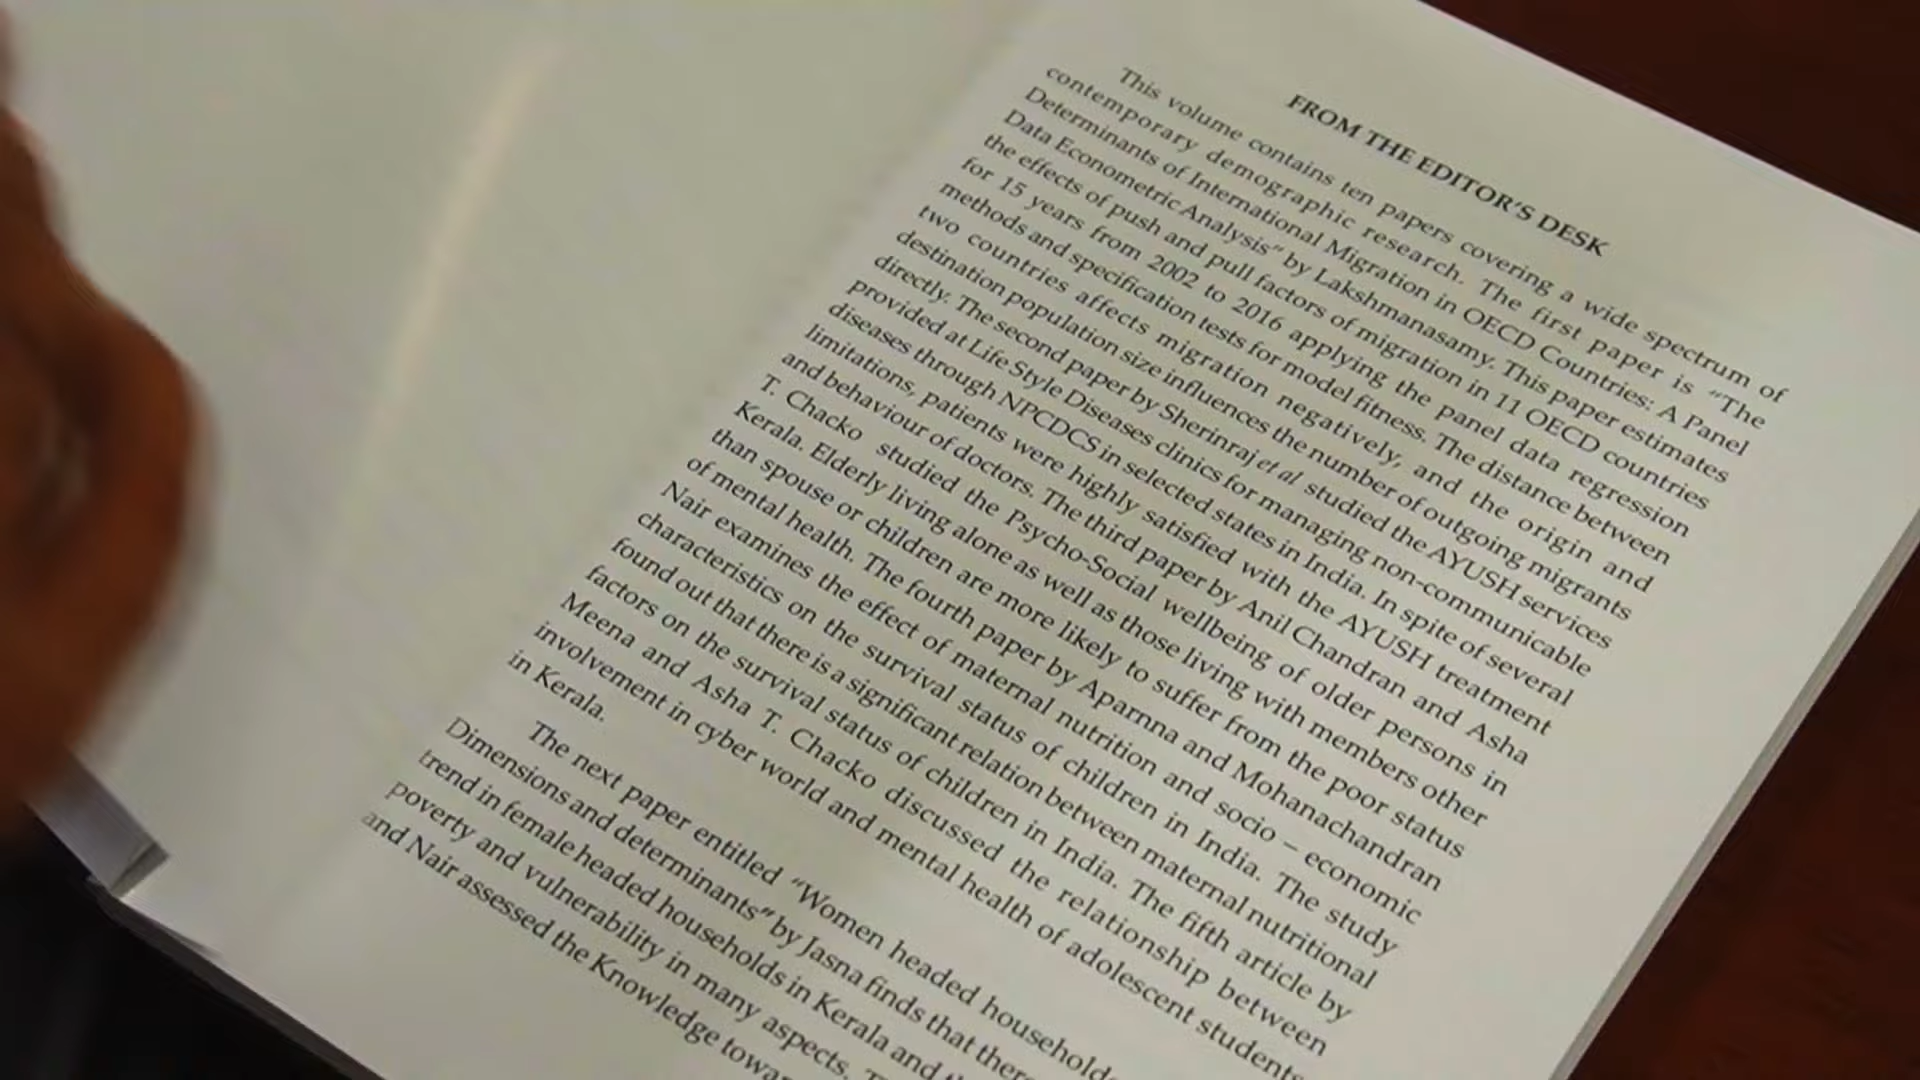 FROM THE EDITOR'S DESK
This volume contains ten papers covering a wide spectrum of
contemporary demographic research. The first paper is "The
Determinants of International Migration in OECD Countries: A Panel
Data Econometric Analysis" by Lakshmanasamy. This paper estimates
the effects of push and pull factors of migration in 11 OECD countries
for 15 years from 2002 to 2016 applying the panel data regression
methods and specification tests for model fitness. The distance between
two countries affects migration negatively, and the origin and
destination population size influences the number of outgoing migrants
directly. The second paper by Sherinraj et al studied the AYUSH services
provided at Life Style Diseases clinics for managing non-communicable
diseases through NPCDCS in selected states in India. In spite of several
limitations, patients were highly satisfied with the AYUSH treatment
and behaviour of doctors. The third paper by Anil Chandran and Asha
T. Chacko studied the Psycho-Social wellbeing of older persons in
Kerala. Elderly living alone as well as those living with members other
than spouse or children are more likely to suffer from the poor status
of mental health. The fourth paper by Aparnna and Mohanachandran
Nair examines the effect of maternal nutrition and socio – economic
characteristics on the survival status of children in India. The study
found out that there is a significant relation between maternal nutritional
factors on the survival status of children in India. The fifth article by
Meena and Asha T. Chacko discussed the relationship between
involvement in cyber world and mental health of adolescent students
in Kerala.
The next paper entitled "Women headed households
Dimensions and determinants" by Jasna finds that there
trend in female headed households in Kerala and
poverty and vulnerability in many aspects.
and Nair assessed the Knowledge